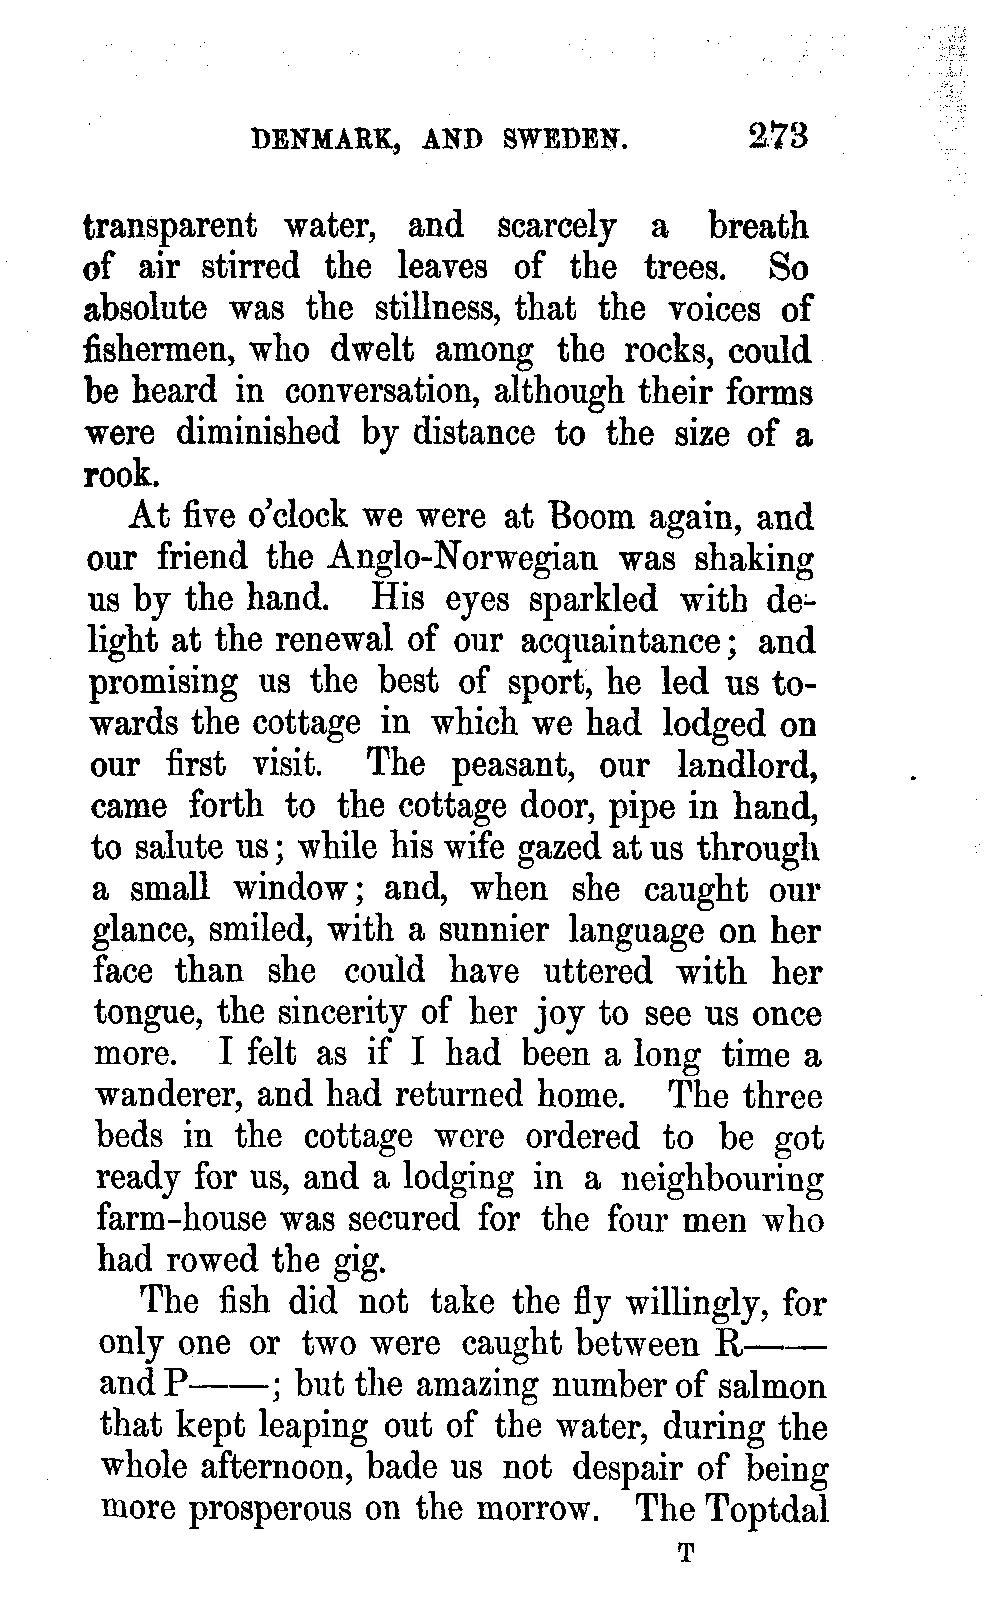 DENMARK, AND SWEDEN. 273
transparent water, and scarcely a breath
of air stirred the leaves of the trees. So
absolute was the stillness, that the voices of
fishermen, who dwelt among the rocks, could
be heard in conversation, although their forms
were diminished by distance to the size of a
rook.
At five o'clock we were at Boom again, and
our friend the Anglo-Norwegian was shaking
us by the hand. His eyes sparkled with de-
light at the renewal of our acquaintance; and
promising us the best of sport, he led us to-
wards the cottage in which we had lodged on
our first visit. The peasant, our landlord,
came forth to the cottage door, pipe in hand,
to salute us; while his wife gazed at us through
a small window; and, when she caught our
glance, smiled, with a sunnier language on her
face than she could have uttered with her
tongue, the sincerity of her joy to see us once
more. I felt as if I had been a long time a
wanderer, and had returned home. The three
beds in the cottage were ordered to be got
ready for us, and a lodging in a neighbouring
farm-house was secured for the four men who
had rowed the gig.
The fish did not take the fly willingly, for
only one or two were caught between R——
and P——; but the amazing number of salmon
that kept leaping out of the water, during the
whole afternoon, bade us not despair of being
more prosperous on the morrow. The Toptdal
T